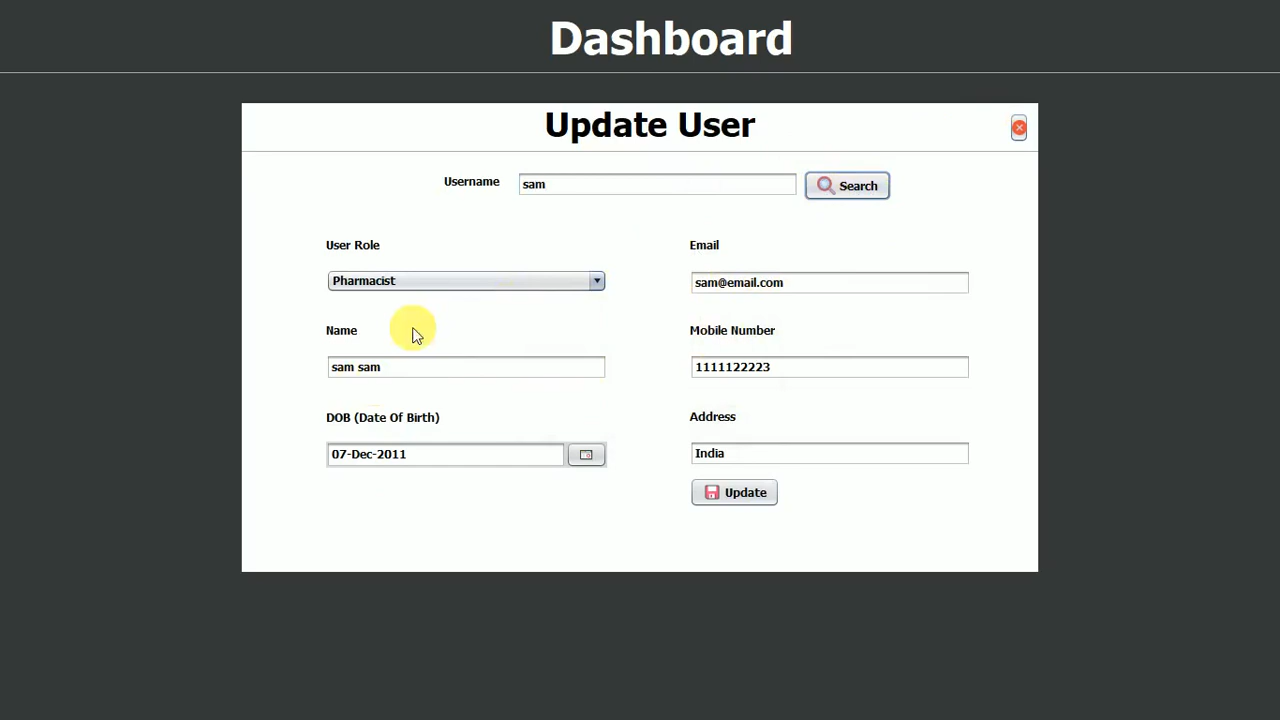 Dashboard
Update User
Username sam Search
User Role Email
Pharmacist sam@email.com
Name Mobile Number
sam sam 1111122223
DOB (Date Of Birth) Address
07-Dec-2011 India
Update